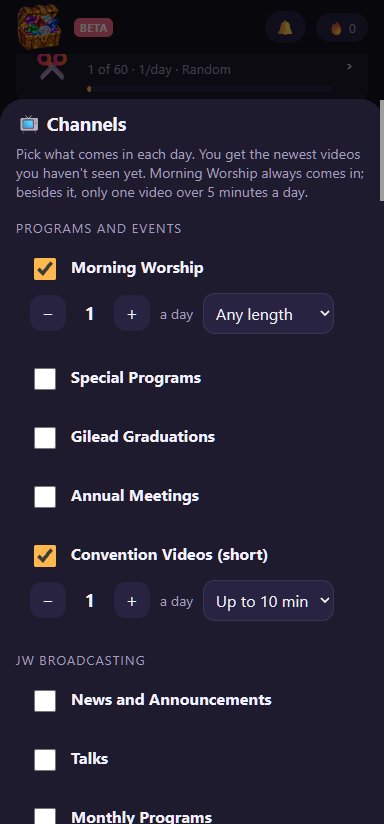 BETA
0
1 of 60 · 1/day · Random
Channels
Pick what comes in each day. You get the newest videos
you haven't seen yet. Morning Worship always comes in;
besides it, only one video over 5 minutes a day.
PROGRAMS AND EVENTS
Morning Worship
− 1 + a day Any length
Special Programs
Gilead Graduations
Annual Meetings
Convention Videos (short)
− 1 + a day Up to 10 min
JW BROADCASTING
News and Announcements
Talks
Monthly Programs